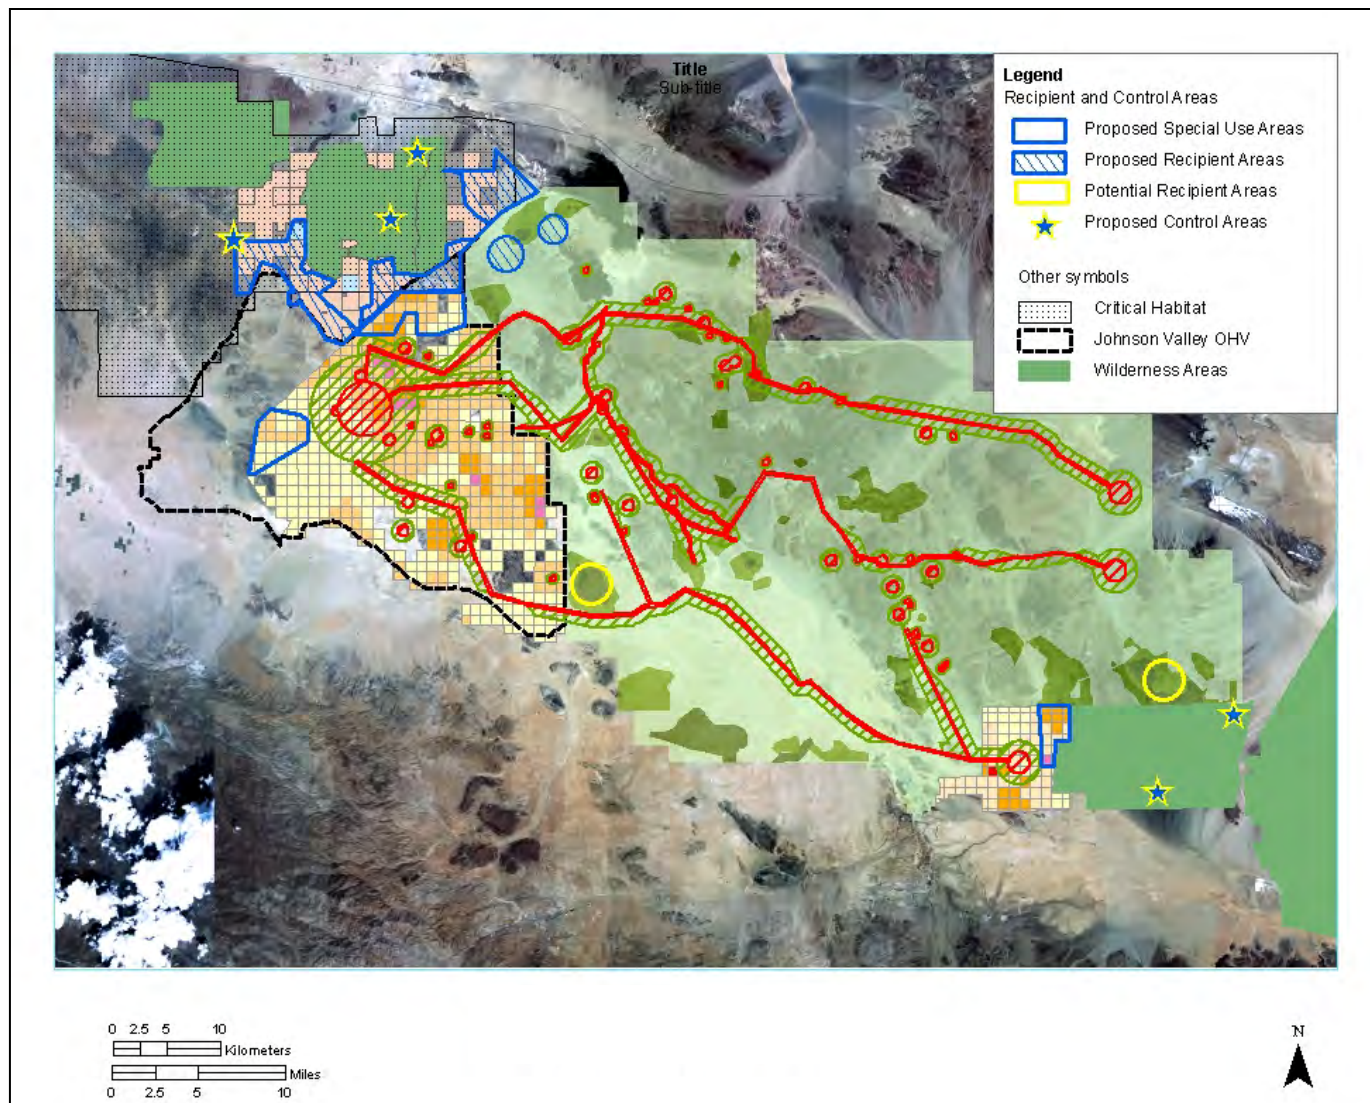 Title
Sub-title
Legend
Recipient and Control Areas
Proposed Special Use Areas
Proposed Recipient Areas
Potential Recipient Areas
Proposed Control Areas
Other symbols
Critical Habitat
Johnson Valley OHV
Wilderness Areas
0 2.5 5 10
Kilometers
Miles
0 2.5 5 10
N